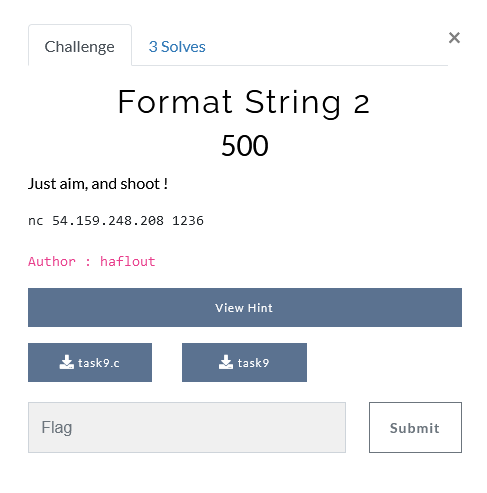 Challenge
3 Solves
×
Format String 2
500
Just aim, and shoot !
nc 54.159.248.208 1236
Author : haflout
View Hint
task9.c
task9
Flag
Submit